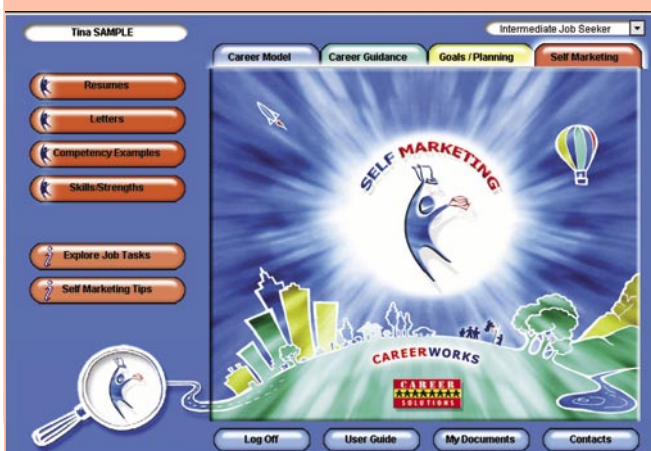 Tina SAMPLE
Intermediate Job Seeker
Career Model
Career Guidance
Goals / Planning
Self Marketing
Resumes
Letters
Competency Examples
Skills/Strengths
Explore Job Tasks
Self Marketing Tips
SELF MARKETING
CAREERWORKS
CAREER
SOLUTIONS
Log Off
User Guide
My Documents
Contacts